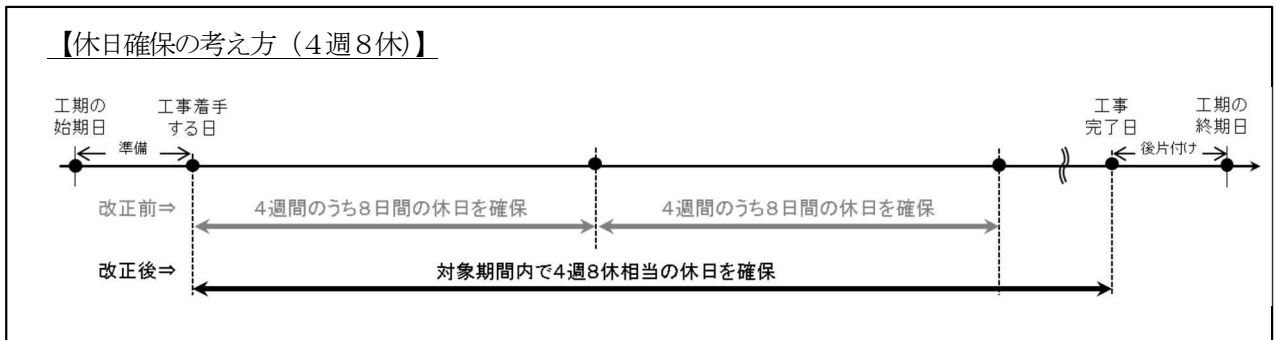 【休日確保の考え方（４週８休）】
工期の
始期日
工事着手
する日
工事
完了日
工期の
終期日
準備
後片付け
改正前⇒
4週間のうち8日間の休日を確保
4週間のうち8日間の休日を確保
改正後⇒
対象期間内で4週8休相当の休日を確保